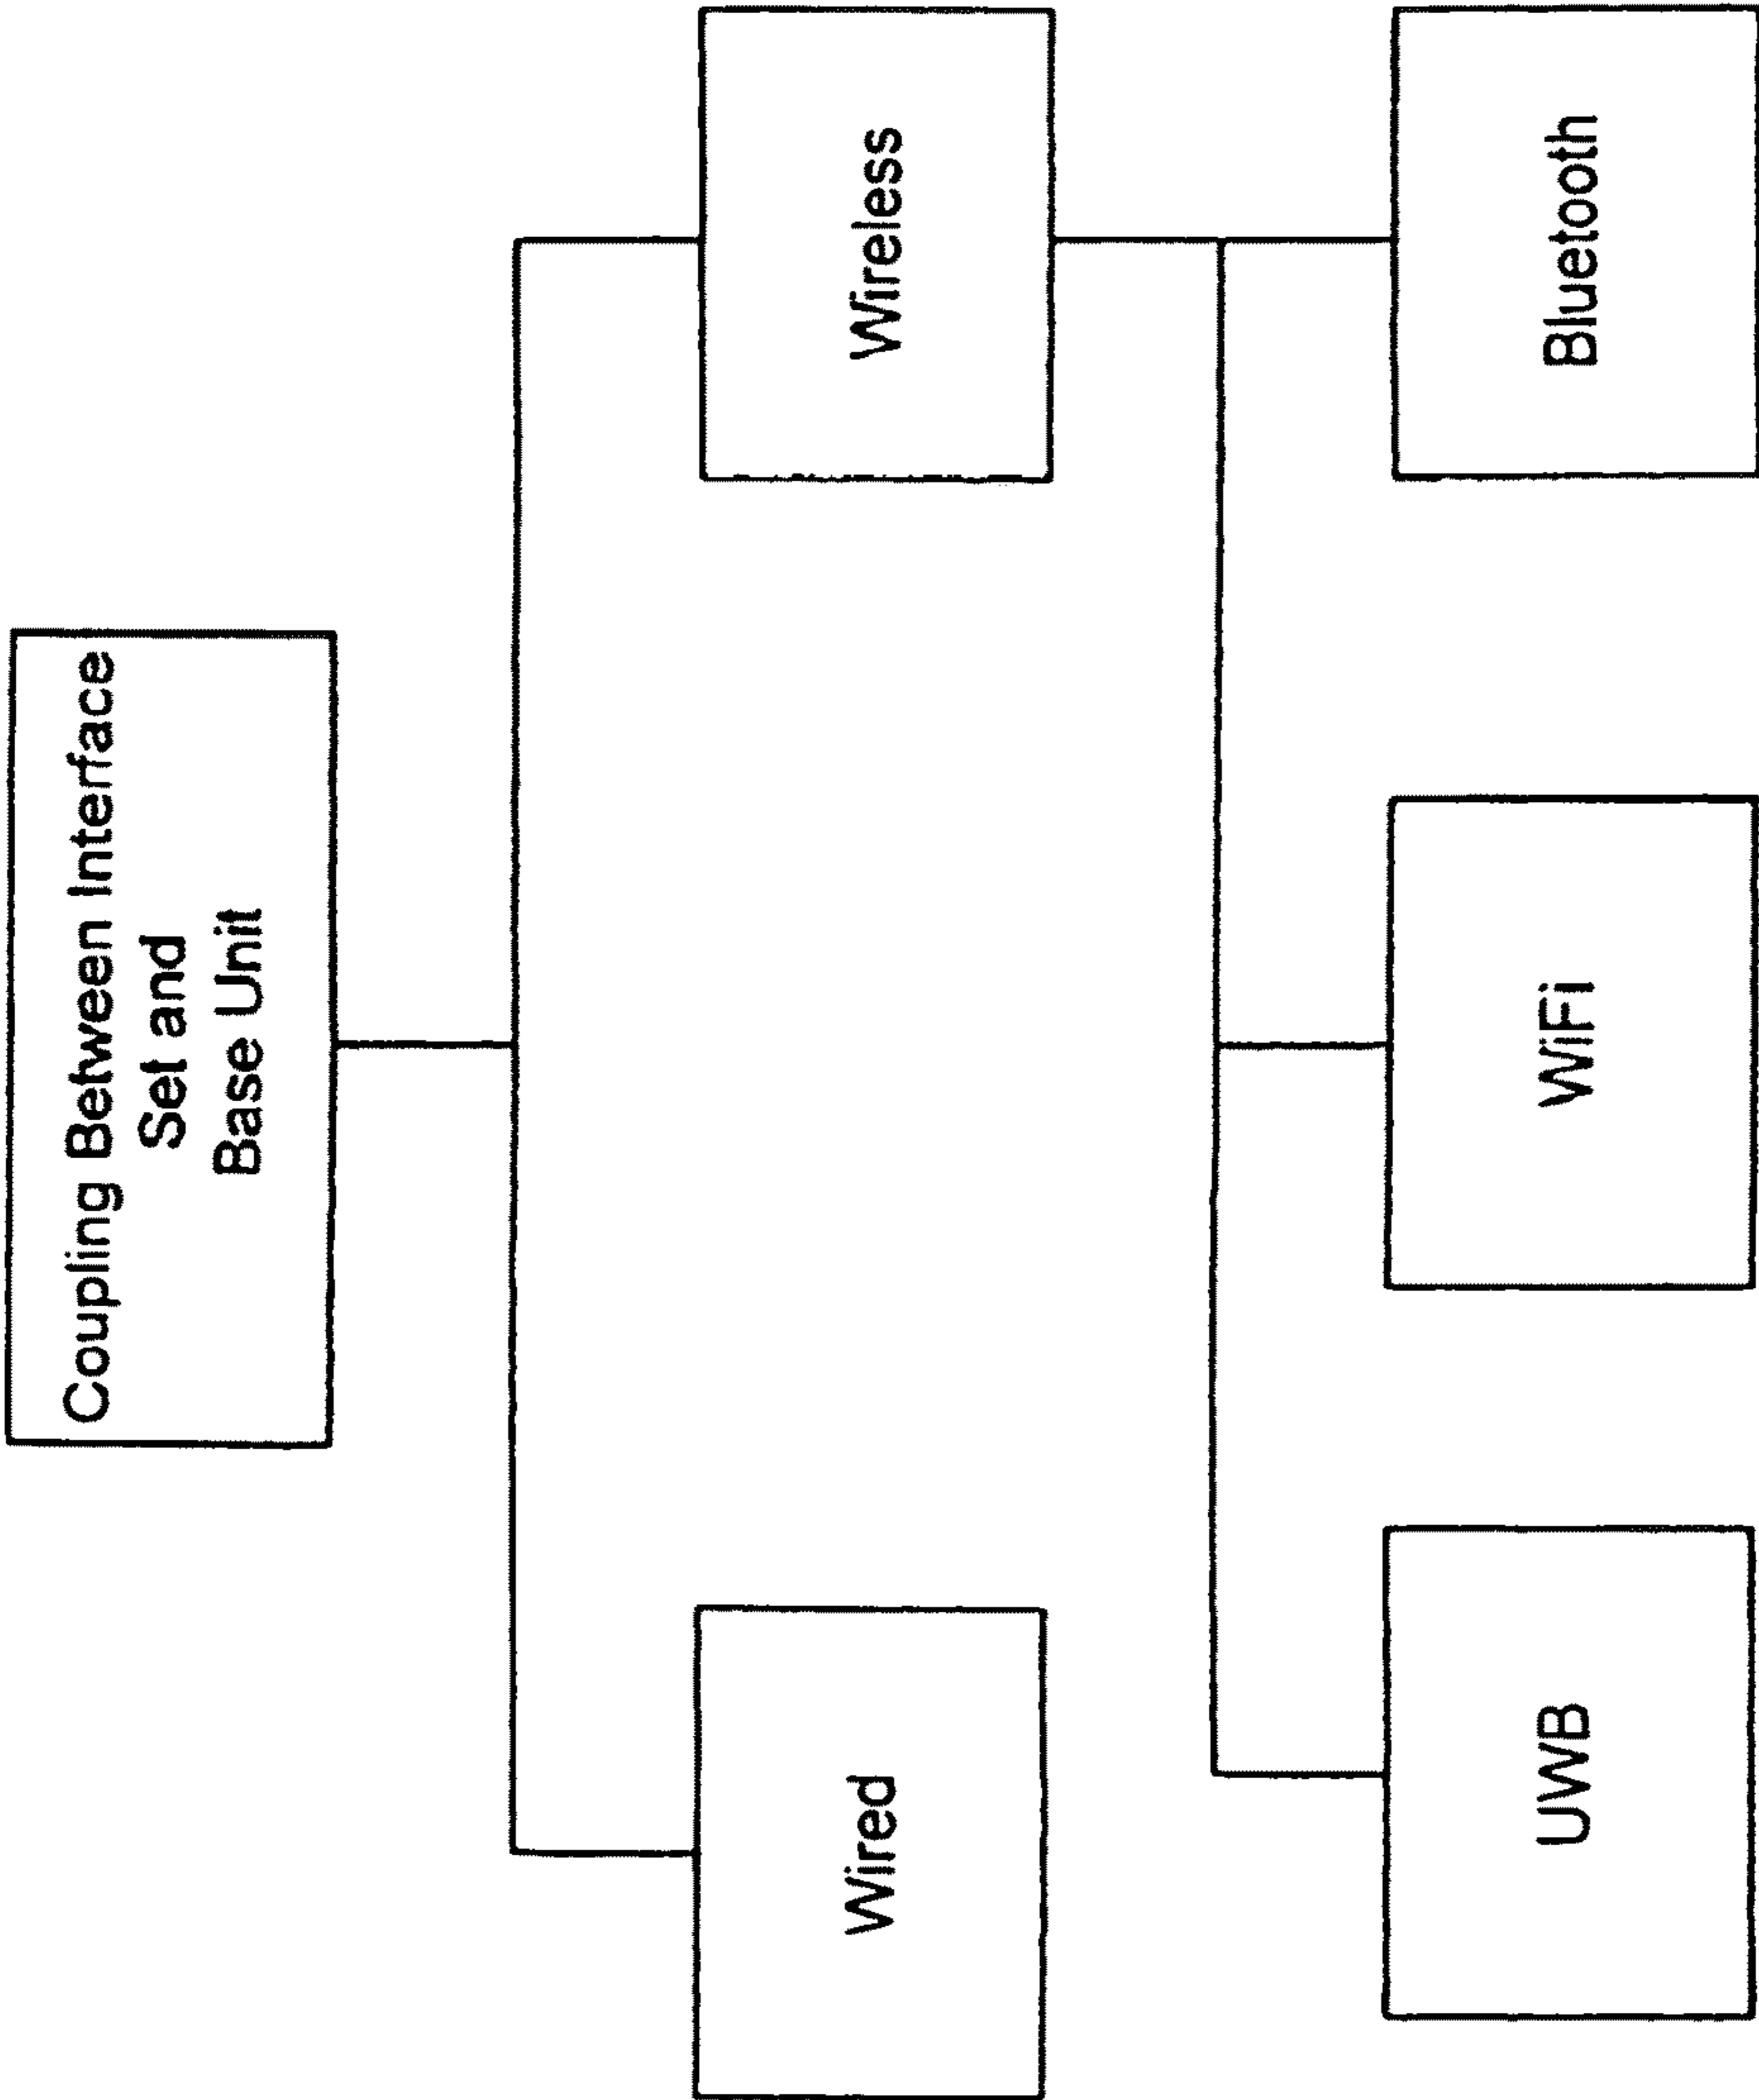 Coupling Between Interface
Set and
Base Unit
Wired
Wireless
UWB
WiFi
Bluetooth